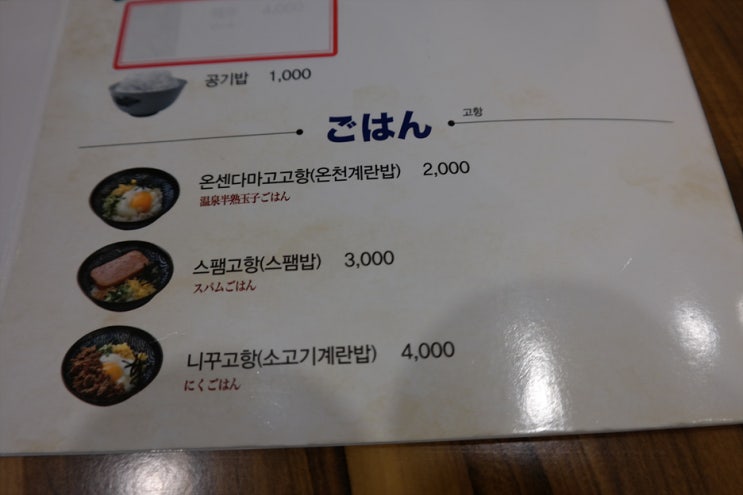 공기밥 1,000
ごはん 고항
온센다마고고항(온천계란밥) 2,000
温泉半熟玉子ごはん
스팸고항(스팸밥) 3,000
スパムごはん
니꾸고항(소고기계란밥) 4,000
にくごはん